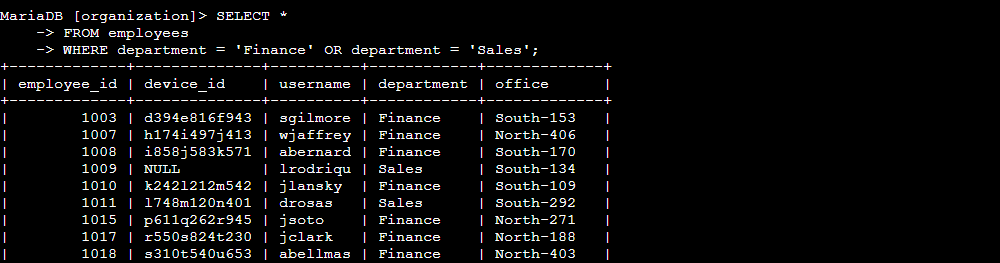 MariaDB [organization]> SELECT *
    -> FROM employees
    -> WHERE department = 'Finance' OR department = 'Sales';
+-------------+--------------+----------+------------+-------------+
| employee_id | device_id    | username | department | office      |
+-------------+--------------+----------+------------+-------------+
|        1003 | d394e816f943 | sgilmore | Finance    | South-153   |
|        1007 | h174i497j413 | wjaffrey | Finance    | North-406   |
|        1008 | i858j583k571 | abernard | Finance    | South-170   |
|        1009 | NULL         | lrodriqu | Sales      | South-134   |
|        1010 | k242l212m542 | jlansky  | Finance    | South-109   |
|        1011 | l748m120n401 | drosas   | Sales      | South-292   |
|        1015 | p611q262r945 | jsoto    | Finance    | North-271   |
|        1017 | r550s824t230 | jclark   | Finance    | North-188   |
|        1018 | s310t540u653 | abellmas | Finance    | North-403   |